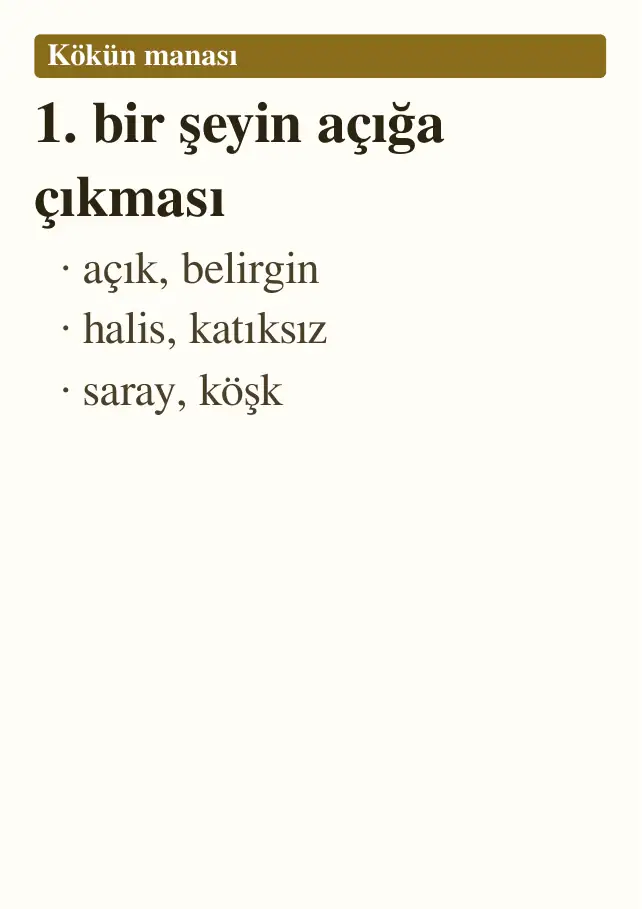 Kökün manası
1. bir şeyin açığa
çıkması
· açık, belirgin
· halis, katıksız
· saray, köşk